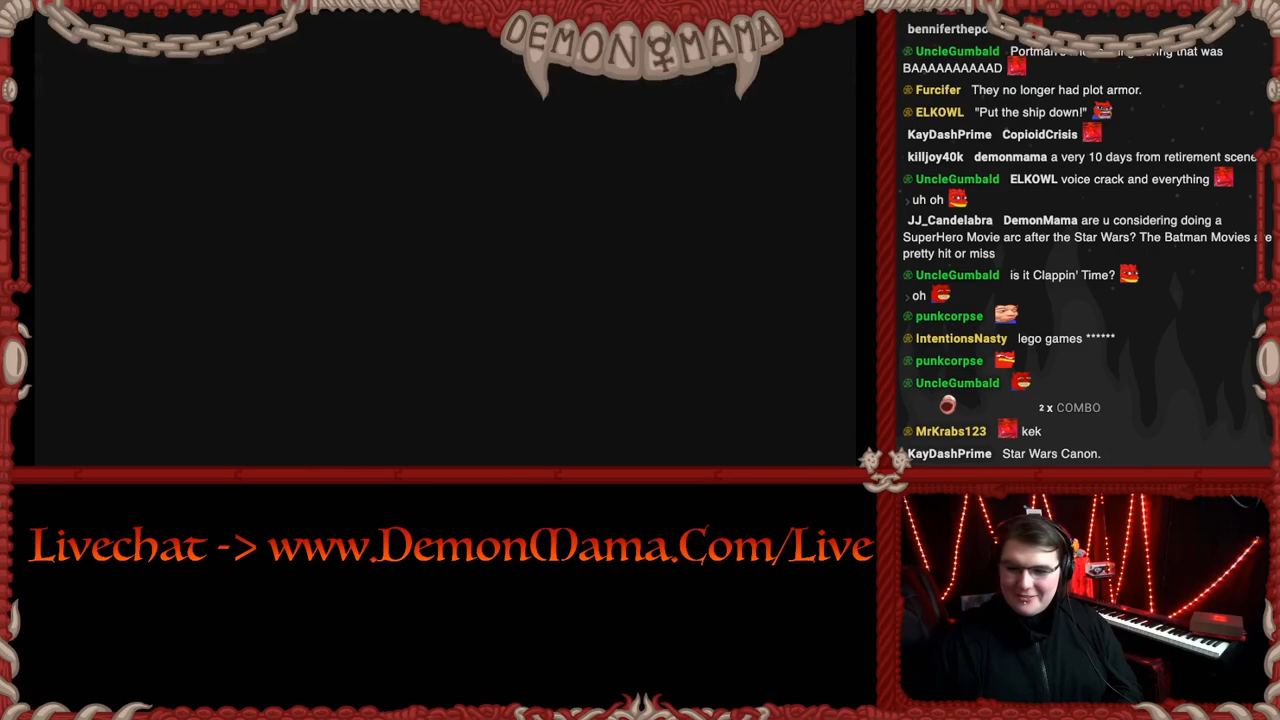 DEMON MAMA
UncleGumbald
BAAAAAAAAAD
Furcifer They no longer had plot armor.
ELKOWL "Put the ship down!"
KayDashPrime CopioidCrisis
killjoy40k demonmama a very 10 days from retirement scene
UncleGumbald ELKOWL voice crack and everything
uh oh
JJ_Candelabra DemonMama are u considering doing a
SuperHero Movie arc after the Star Wars? The Batman Movies are
pretty hit or miss
UncleGumbald is it Clappin' Time?
oh
punkcorpse
IntentionsNasty lego games ******
punkcorpse
UncleGumbald
2 x COMBO
MrKrabs123 kek
KayDashPrime Star Wars Canon.
Livechat -> www.DemonMama.Com/Live